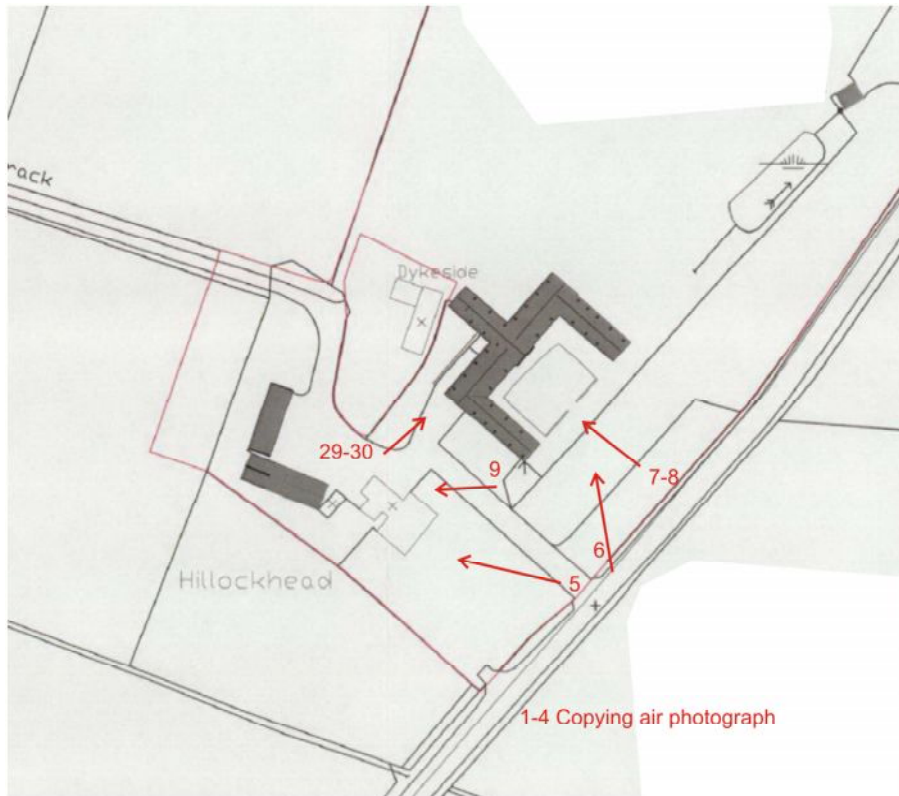 rack
Dykeside
29-30
9
7-8
6
5
Hillockhead
1-4 Copying air photograph